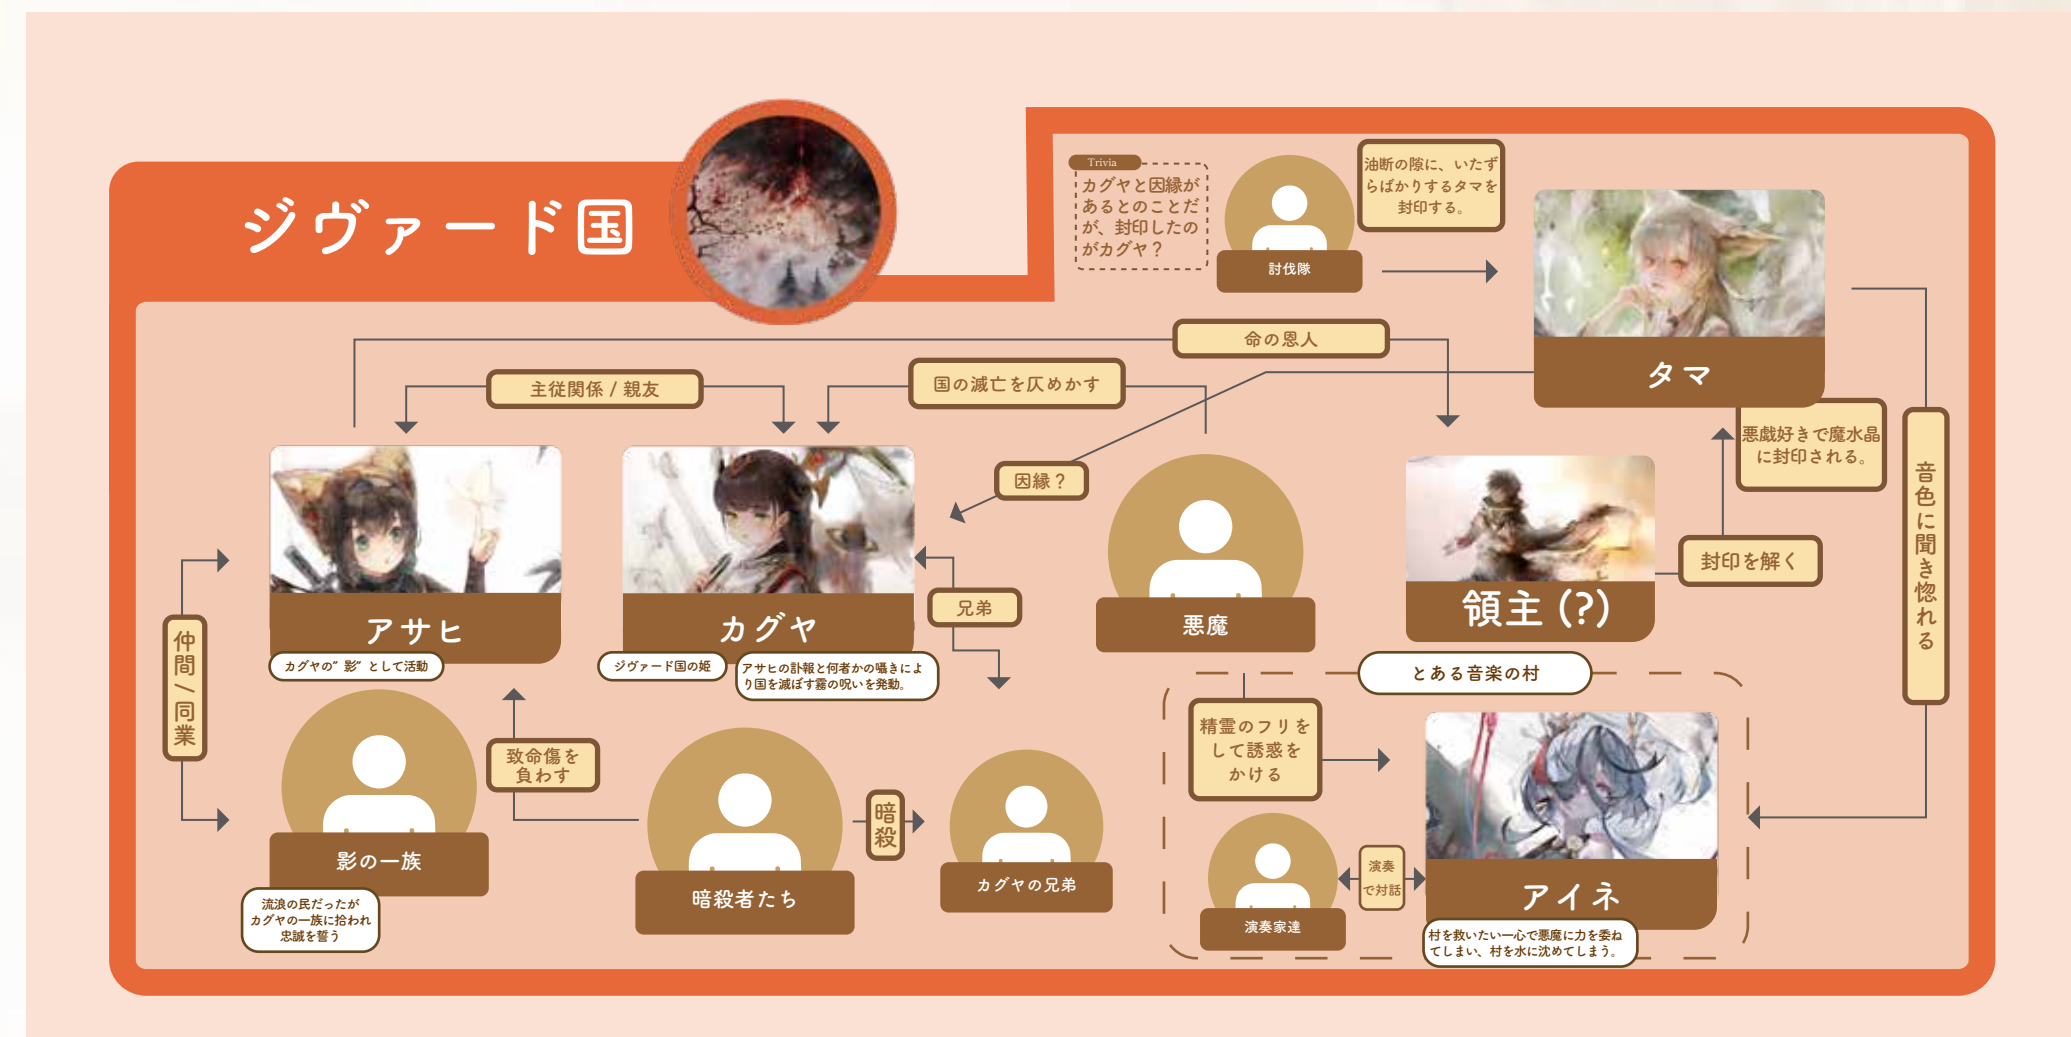 ジヴァード国
Trivia
カグヤと因縁が
あるとのことだ
が、封印したの
がカグヤ？
討伐隊
油断の隙に、いたず
らばかりするタマを
封印する。
タマ
命の恩人
主従関係 / 親友
国の滅亡を仄めかす
因縁？
悪戯好きで魔水晶
に封印される。
音色に聞き惚れる
封印を解く
アサヒ
カグヤの”影”として活動
カグヤ
ジヴァード国の姫
アサヒの訃報と何者かの囁きによ
り国を滅ぼす霧の呪いを発動。
兄弟
悪魔
領主 (?)
仲間/同業
影の一族
流浪の民だったが
カグヤの一族に拾われ
忠誠を誓う
致命傷を
負わす
暗殺者たち
暗殺
カグヤの兄弟
とある音楽の村
精霊のフリを
して誘惑を
かける
演奏家達
演奏
で対話
アイネ
村を救いたい一心で悪魔に力を委ね
てしまい、村を水に沈めてしまう。